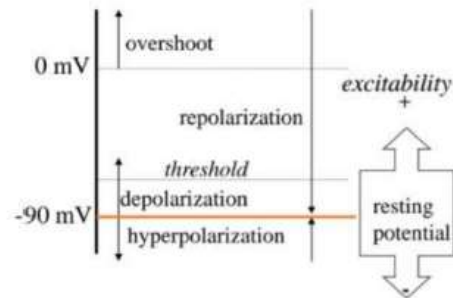 overshoot
0 mV
excitability
+
repolarization
threshold
depolarization
-90 mV
resting
potential
hyperpolarization
-